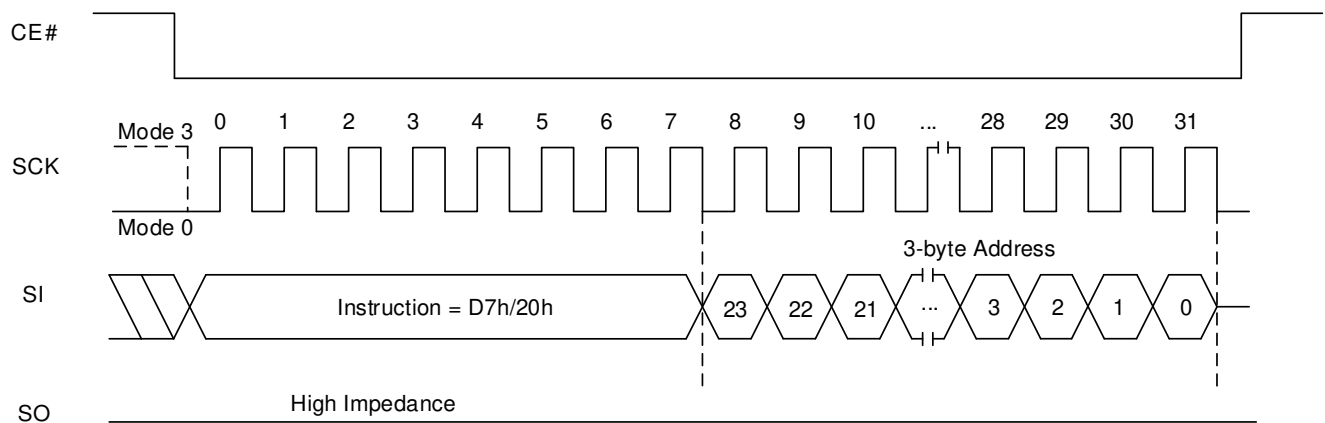 CE#
0 1 2 3 4 5 6 7 8 9 10 ... 28 29 30 31
Mode 3
SCK
Mode 0
3-byte Address
SI Instruction = D7h/20h 23 22 21 ... 3 2 1 0
High Impedance
SO